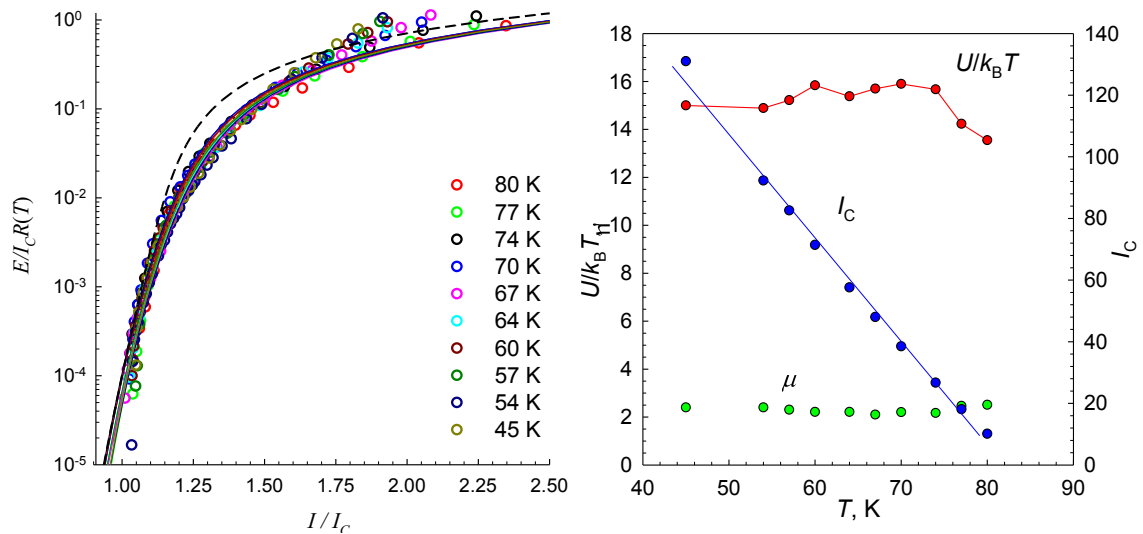 E/I_C R(T)
10^0
10^-1
10^-2
10^-3
10^-4
10^-5
1.00 1.25 1.50 1.75 2.00 2.25 2.50
I / I_C
80 K
77 K
74 K
70 K
67 K
64 K
60 K
57 K
54 K
45 K
U/k_B T
18
16
14
12
10
8
6
4
2
0
40 50 60 70 80 90
T, K
U/k_B T
I_C
μ
140
120
100
80
60
40
20
0
I_C